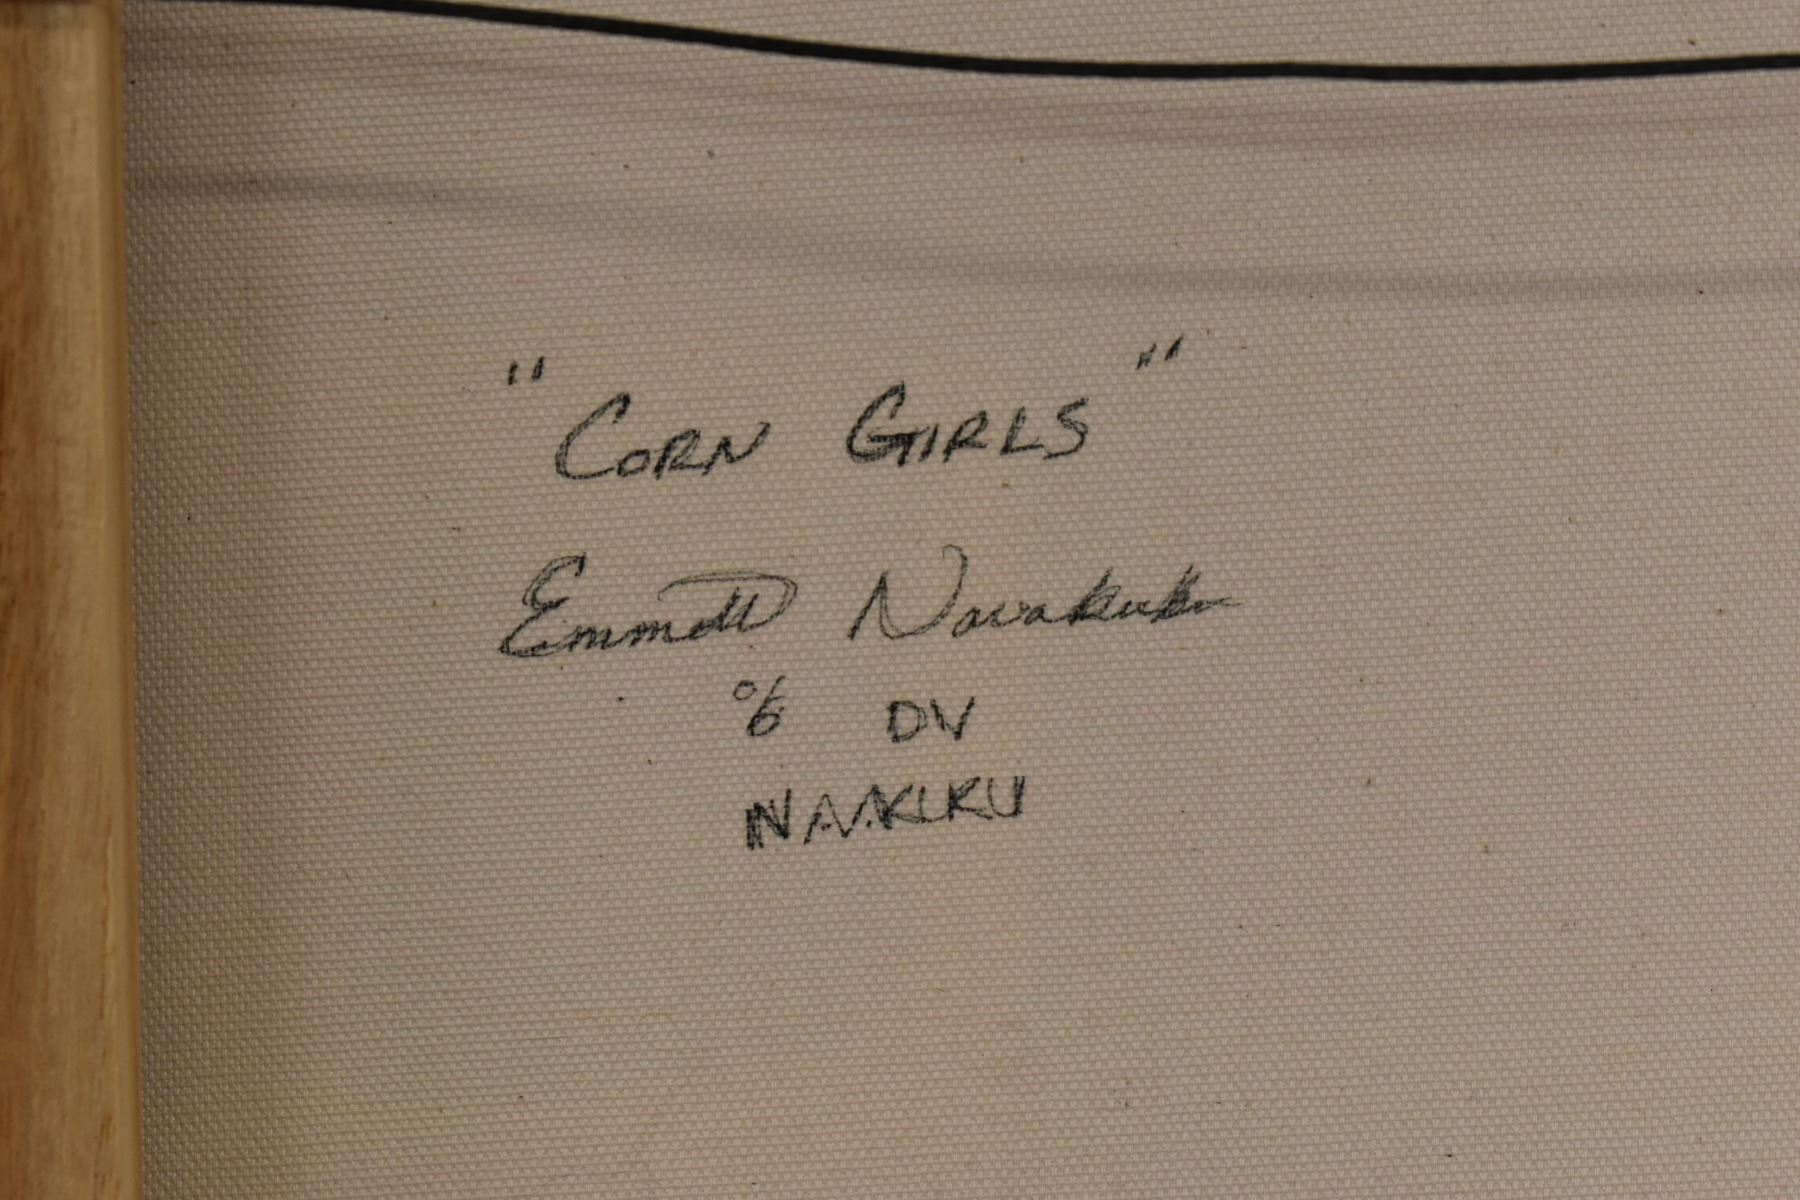 "CORN GIRLS"
Emmett Navakuku
% DV
NAVAKUKU